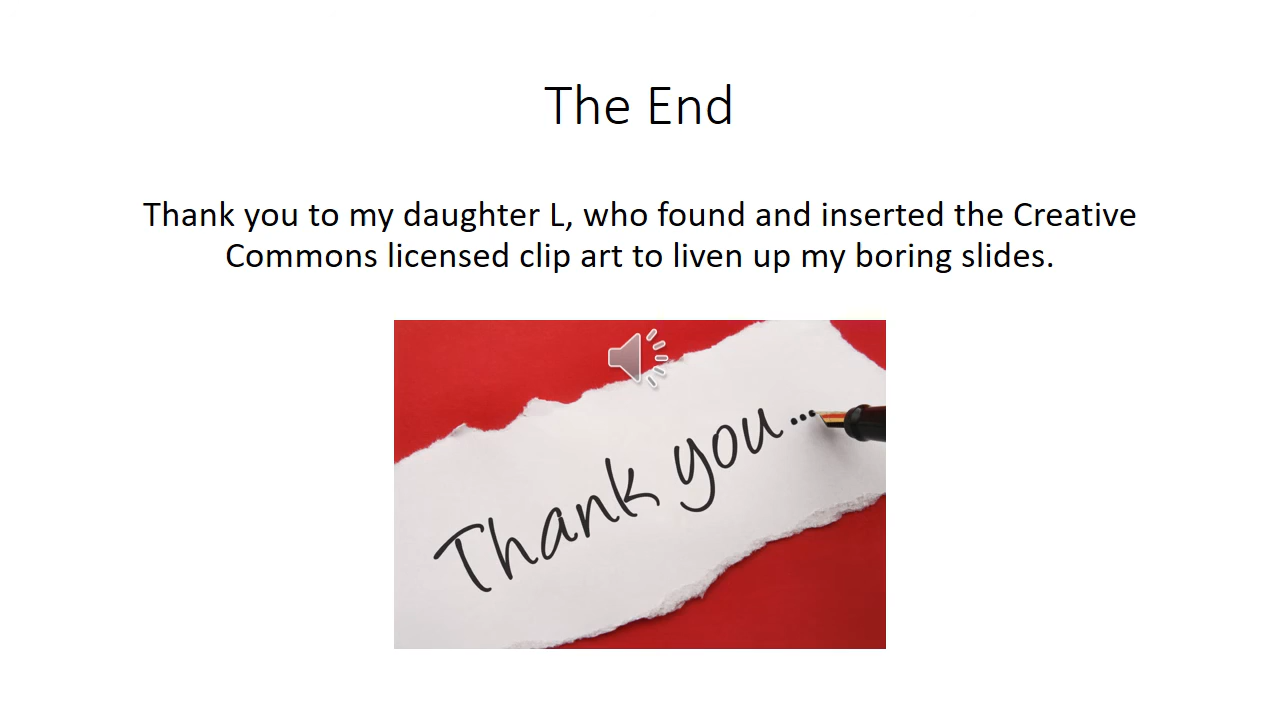 The End
Thank you to my daughter L, who found and inserted the Creative
Commons licensed clip art to liven up my boring slides.
Thank you...